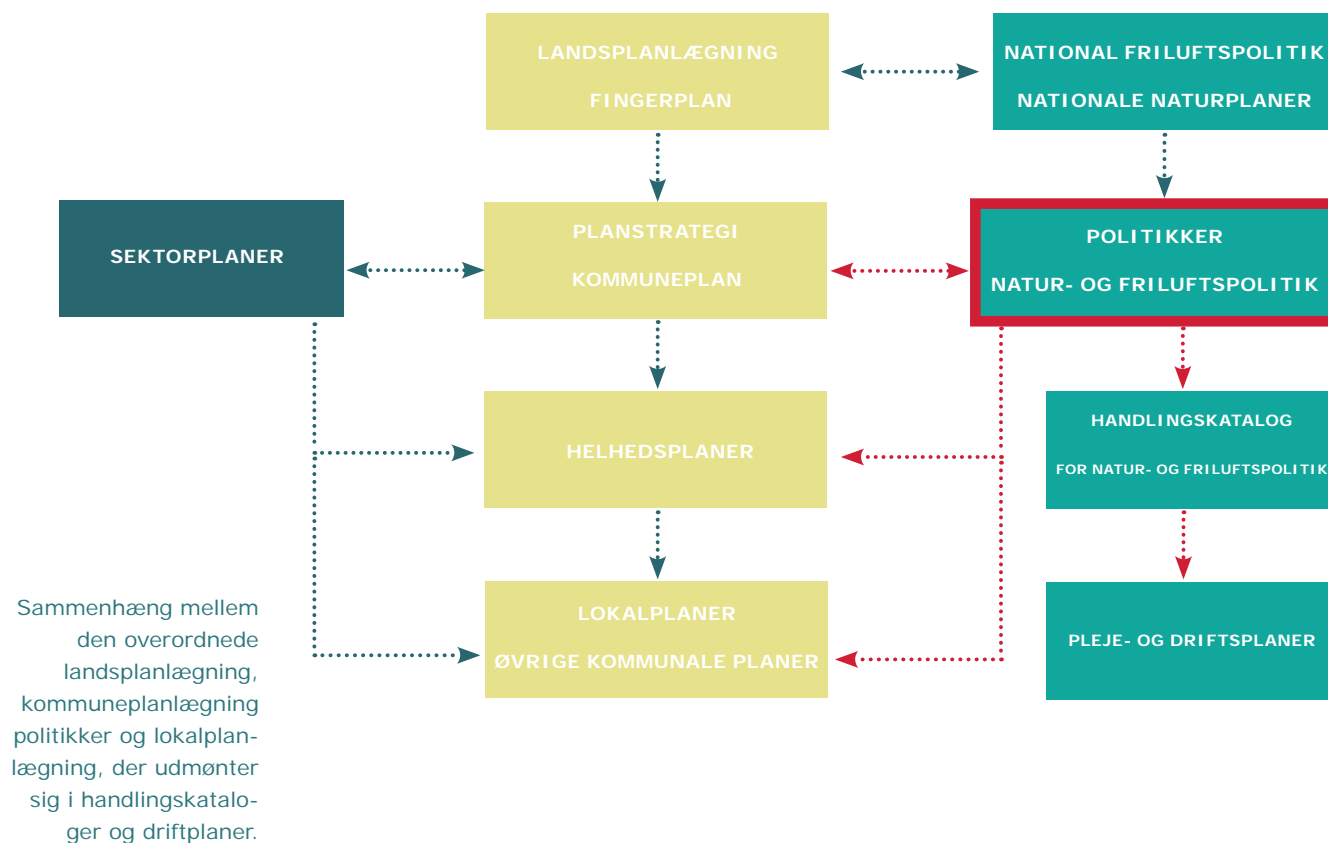 LANDSPLANLÆGNING
FINGERPLAN
NATIONAL FRILUFTSPOLITIK
NATIONALE NATURPLANER
SEKTORPLANER
PLANSTRATEGI
KOMMUNEPLAN
POLITIKKER
NATUR- OG FRILUFTSPOLITIK
HELHEDSPLANER
HANDLINGSKATALOG
FOR NATUR- OG FRILUFTSPOLITIK
LOKALPLANER
ØVRIGE KOMMUNALE PLANER
PLEJE- OG DRIFTSPLANER
Sammenhæng mellem
den overordnede
landsplanlægning,
kommuneplanlægning
politikker og lokalplan-
lægning, der udmønter
sig i handlingskatalo-
ger og driftplaner.